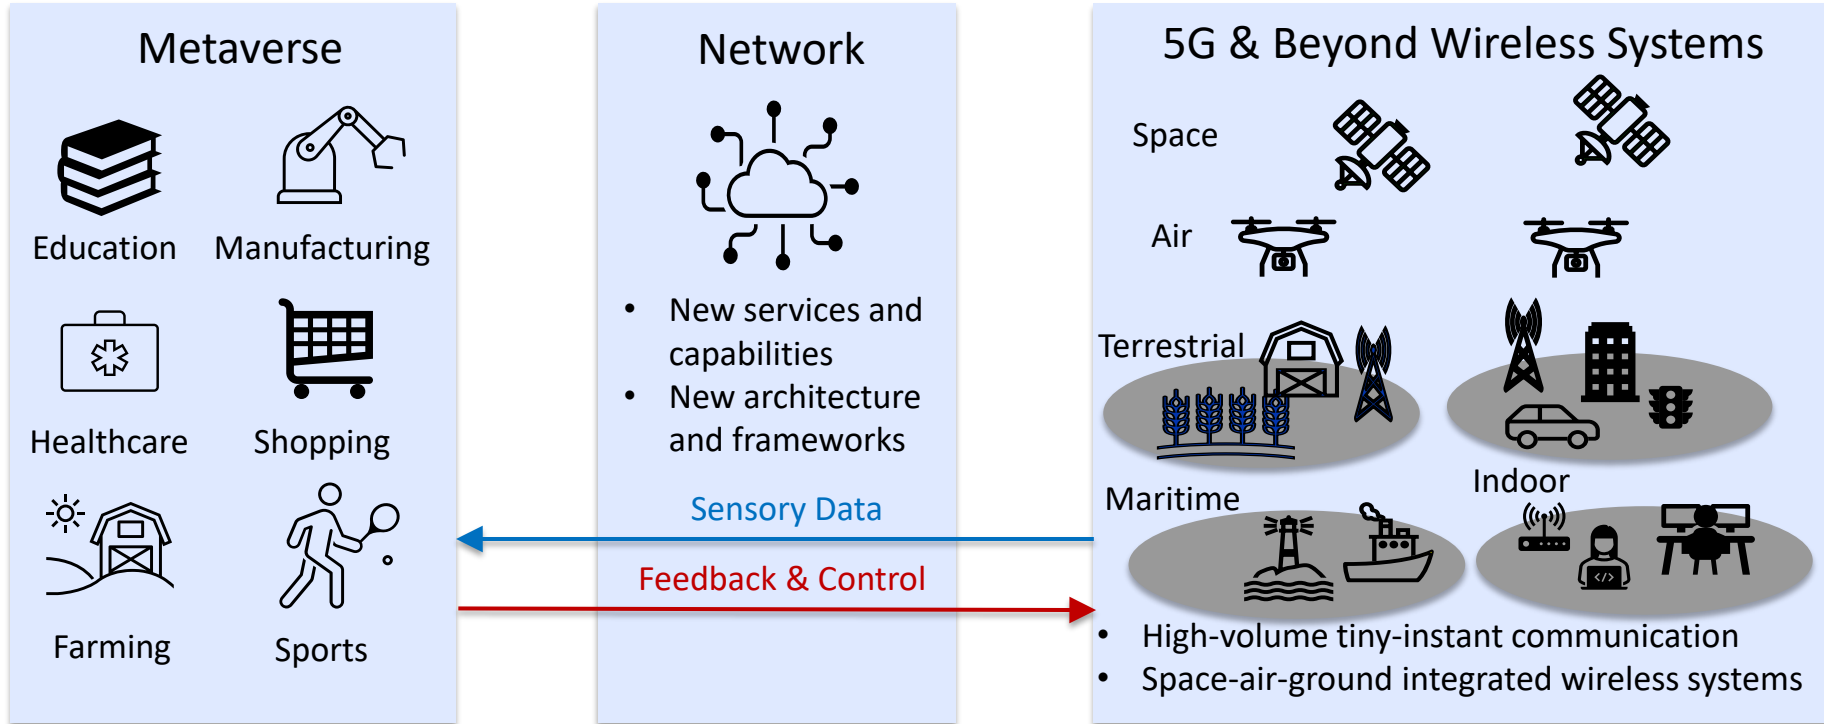 Metaverse
Education
Manufacturing
Healthcare
Shopping
Farming
Sports
Network
• New services and
capabilities
• New architecture
and frameworks
Sensory Data
Feedback & Control
5G & Beyond Wireless Systems
Space
Air
Terrestrial
Maritime
Indoor
</>
• High-volume tiny-instant communication
• Space-air-ground integrated wireless systems